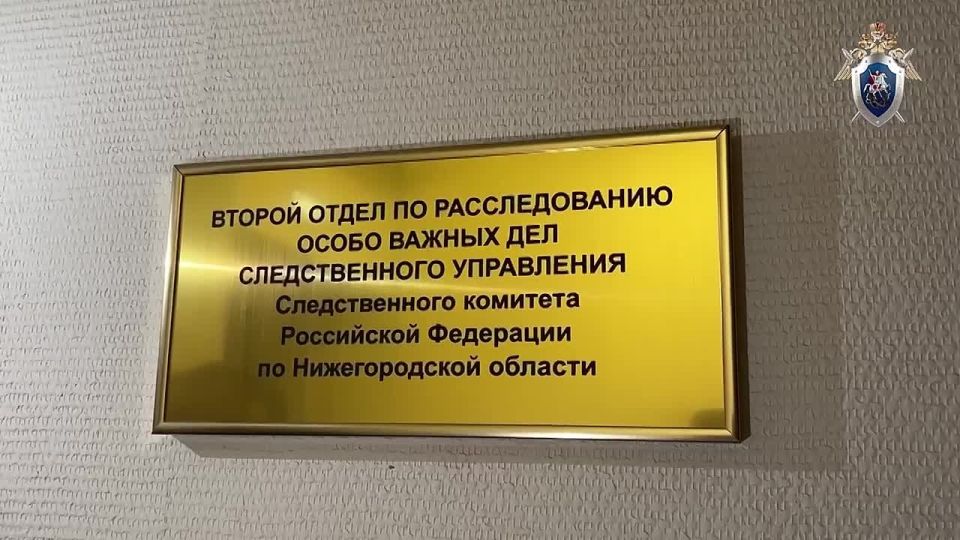 ВТОРОЙ ОТДЕЛ ПО РАССЛЕДОВАНИЮ
ОСОБО ВАЖНЫХ ДЕЛ
СЛЕДСТВЕННОГО УПРАВЛЕНИЯ
Следственного комитета
Российской Федерации
по Нижегородской области